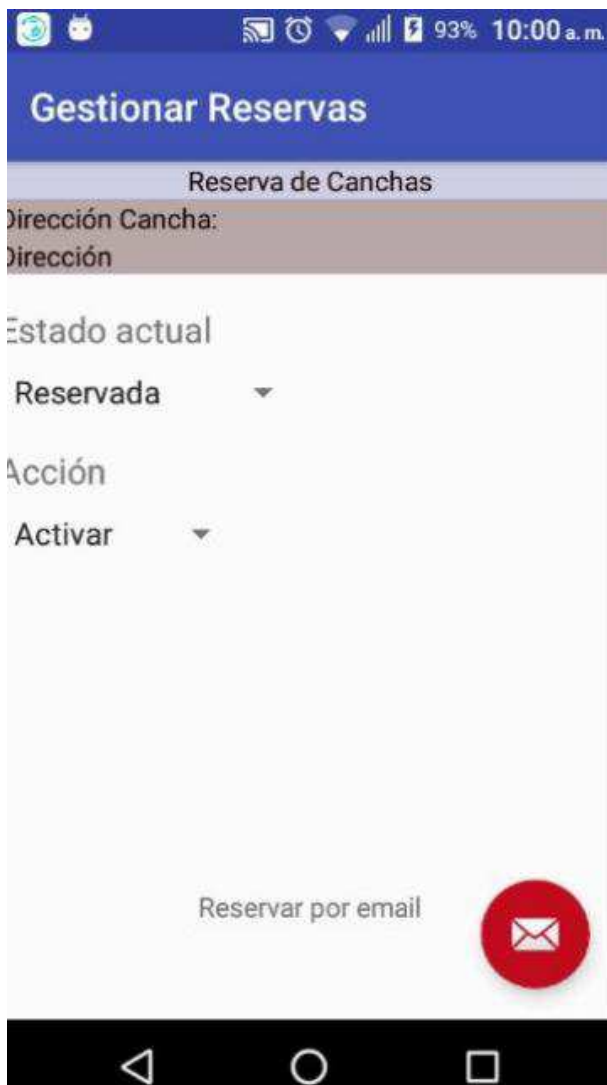 93% 10:00 a. m.
Gestionar Reservas
Reserva de Canchas
Dirección Cancha:
Dirección
Estado actual
Reservada
Acción
Activar
Reservar por email